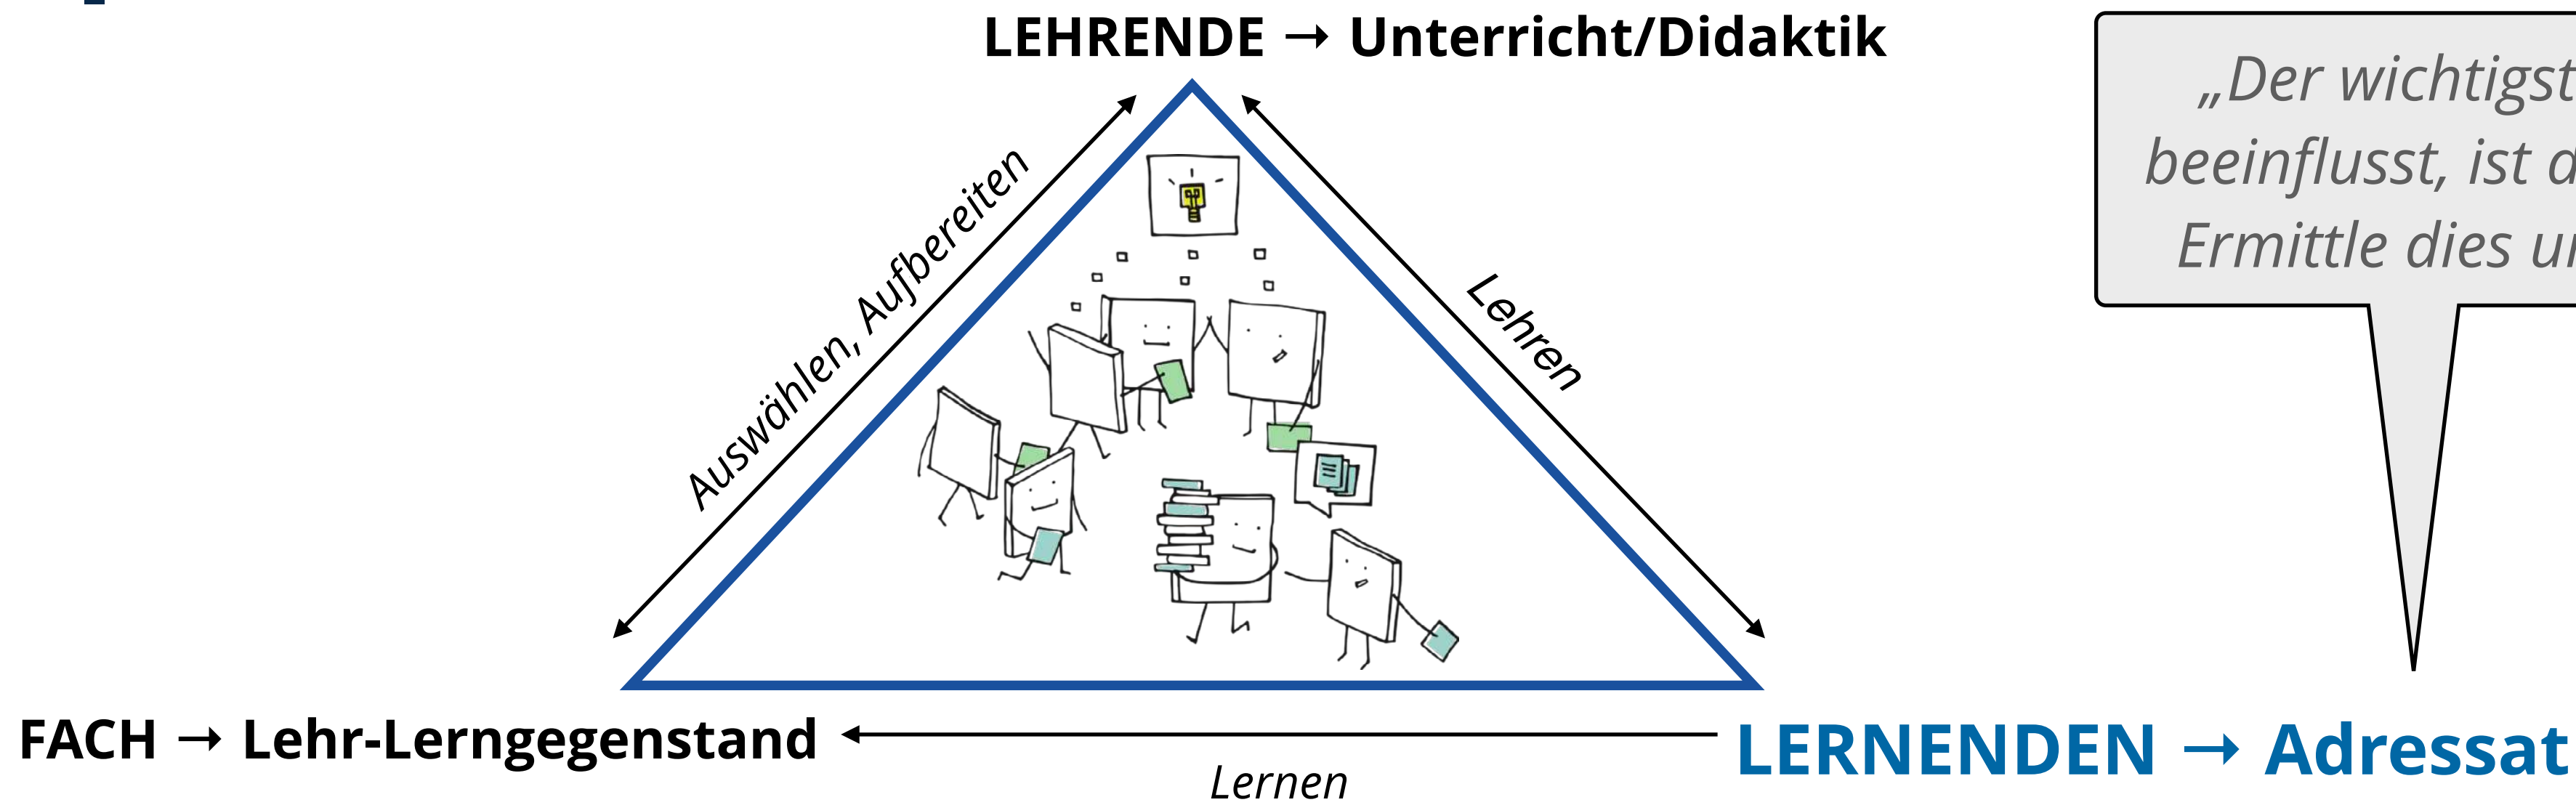 LEHRENDE → Unterricht/Didaktik
„Der wichtigst
beeinflusst, ist d
Ermittle dies
Auswählen, Aufbereiten
Lehren
FACH → Lehr-Lerngegenstand
LERNENDEN → Adressat
Lernen